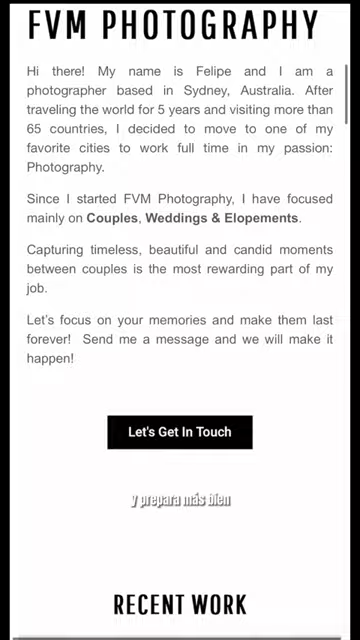 FVM PHOTOGRAPHY
Hi there! My name is Felipe and I am a
photographer based in Sydney, Australia. After
traveling the world for 5 years and visiting more than
65 countries, I decided to move to one of my
favorite cities to work full time in my passion:
Photography.
Since I started FVM Photography, I have focused
mainly on Couples, Weddings & Elopements.
Capturing timeless, beautiful and candid moments
between couples is the most rewarding part of my
job.
Let's focus on your memories and make them last
forever! Send me a message and we will make it
happen!
Let's Get In Touch
y prepara más bien
RECENT WORK